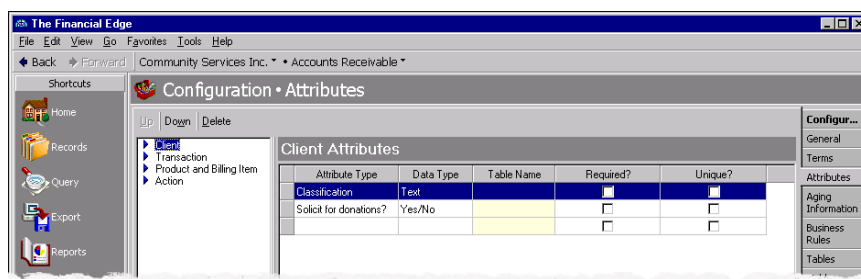 The Financial Edge
File Edit View Go Favorites Tools Help
Back Forward Community Services Inc. • Accounts Receivable
Shortcuts
Configuration • Attributes
Home
Records
Query
Export
Reports
Up Down Delete
Client
Transaction
Product and Billing Item
Action
Client Attributes
Attribute Type Data Type Table Name Required? Unique?
Classification Text
Solicit for donations? Yes/No
Configur...
General
Terms
Attributes
Aging
Information
Business
Rules
Tables